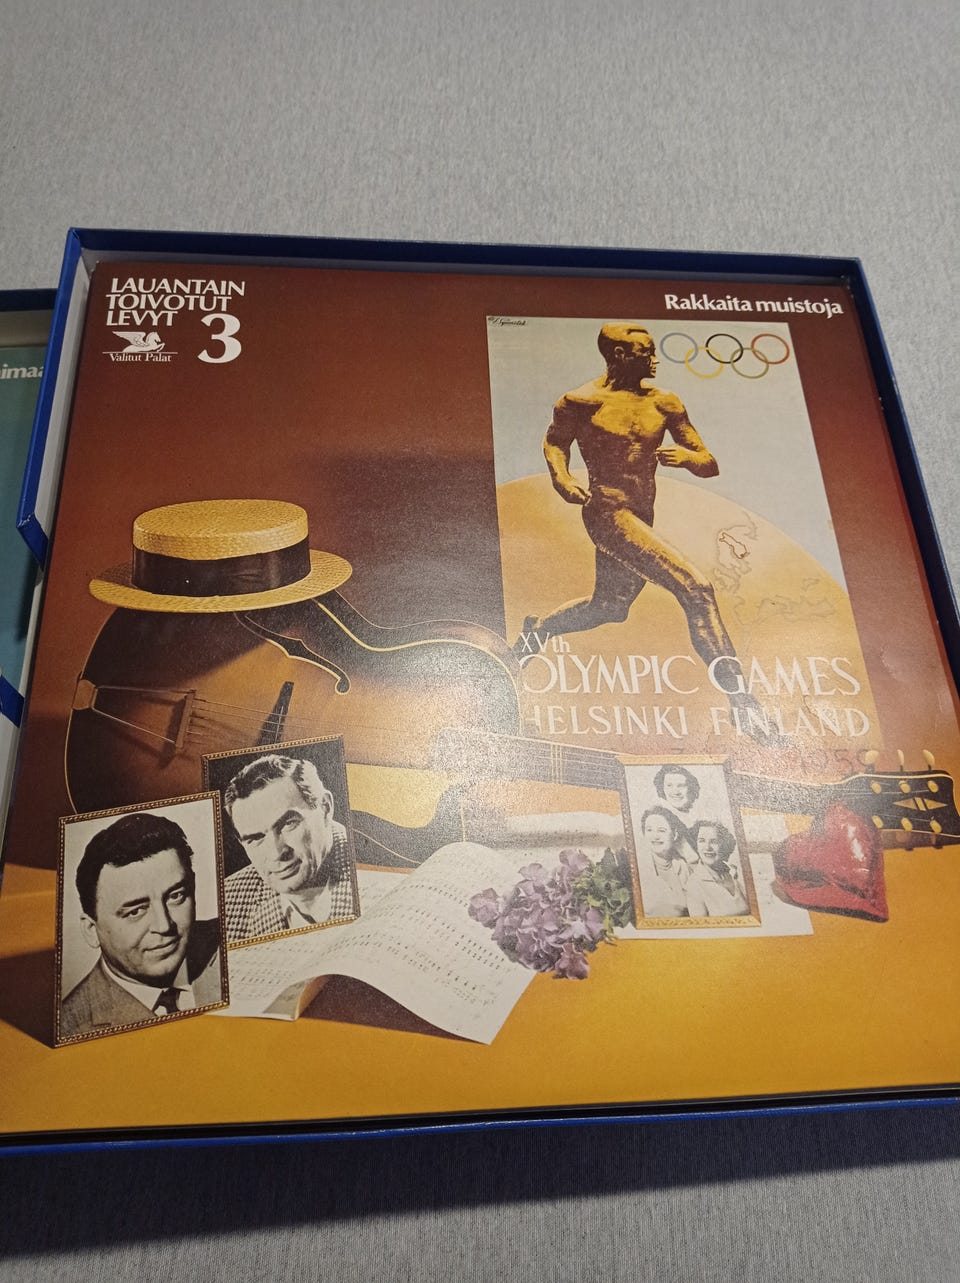 LAUANTAIN
TOIVOTUT
LEVYT 3
Valitut Palat
Rakkaita muistoja
XVth
OLYMPIC GAMES
HELSINKI FINLAND